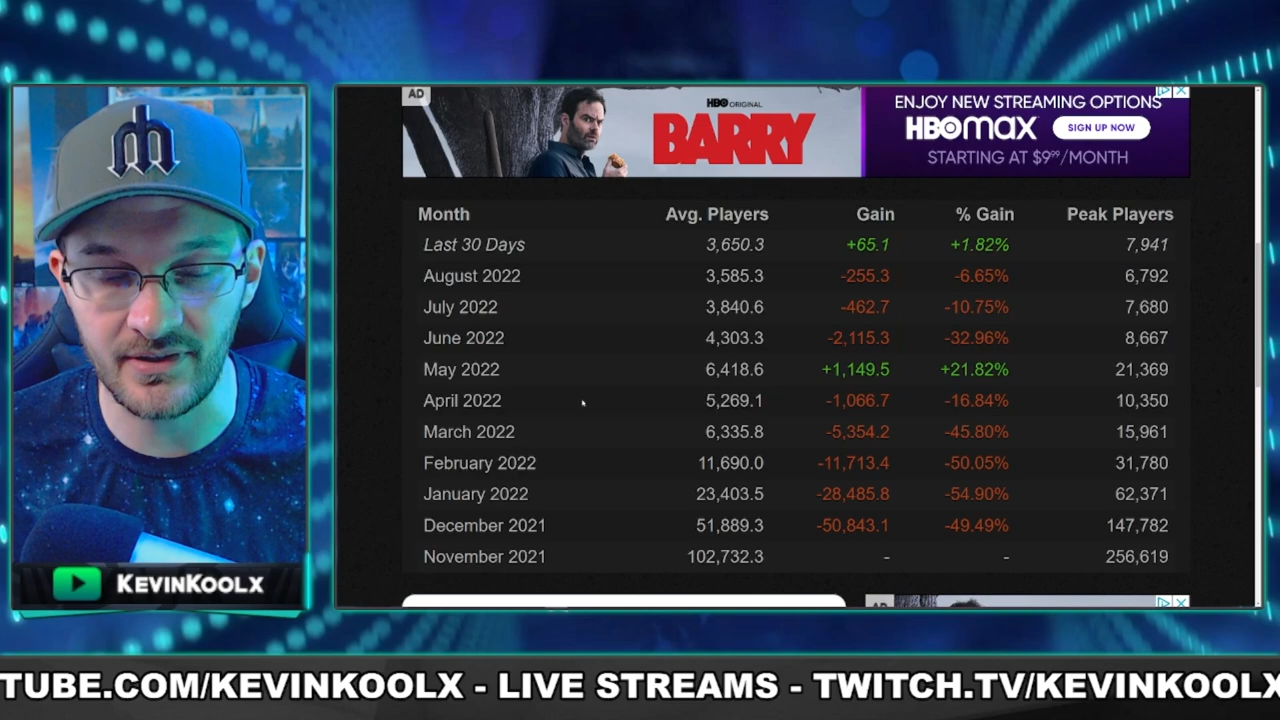 AD
HBO ORIGINAL
BARRY
ENJOY NEW STREAMING OPTIONS
HBOMAX
SIGN UP NOW
STARTING AT $9⁹⁹/MONTH
Month Avg. Players Gain % Gain Peak Players
Last 30 Days 3,650.3 +65.1 +1.82% 7,941
August 2022 3,585.3 -255.3 -6.65% 6,792
July 2022 3,840.6 -462.7 -10.75% 7,680
June 2022 4,303.3 -2,115.3 -32.96% 8,667
May 2022 6,418.6 +1,149.5 +21.82% 21,369
April 2022 5,269.1 -1,066.7 -16.84% 10,350
March 2022 6,335.8 -5,354.2 -45.80% 15,961
February 2022 11,690.0 -11,713.4 -50.05% 31,780
January 2022 23,403.5 -28,485.8 -54.90% 62,371
December 2021 51,889.3 -50,843.1 -49.49% 147,782
November 2021 102,732.3 - - 256,619
AD
KEVINKOOLX
TUBE.COM/KEVINKOOLX - LIVE STREAMS - TWITCH.TV/KEVINKOOLX